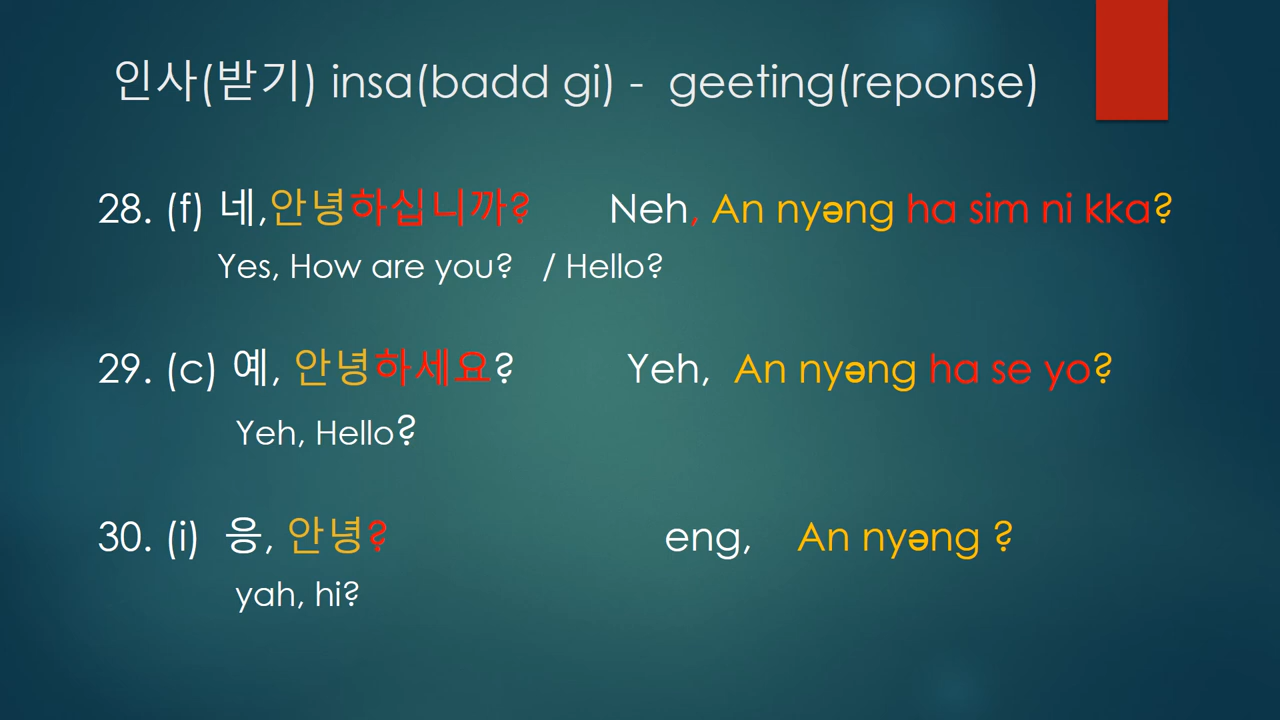 인사(받기) insa(badd gi) - geeting(reponse)
28. (f) 네,안녕하십니까? Neh, An nyəng ha sim ni kka?
Yes, How are you? / Hello?
29. (c) 예, 안녕하세요? Yeh, An nyəng ha se yo?
Yeh, Hello?
30. (i) 응, 안녕? eng, An nyəng ?
yah, hi?